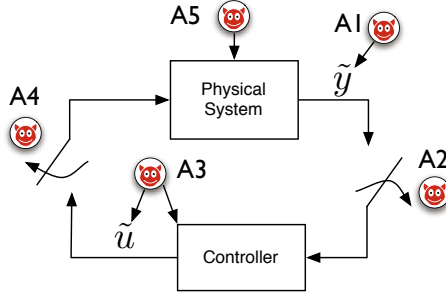 A5
A1
A4
Physical
System
ỹ
A3
A2
ũ
Controller